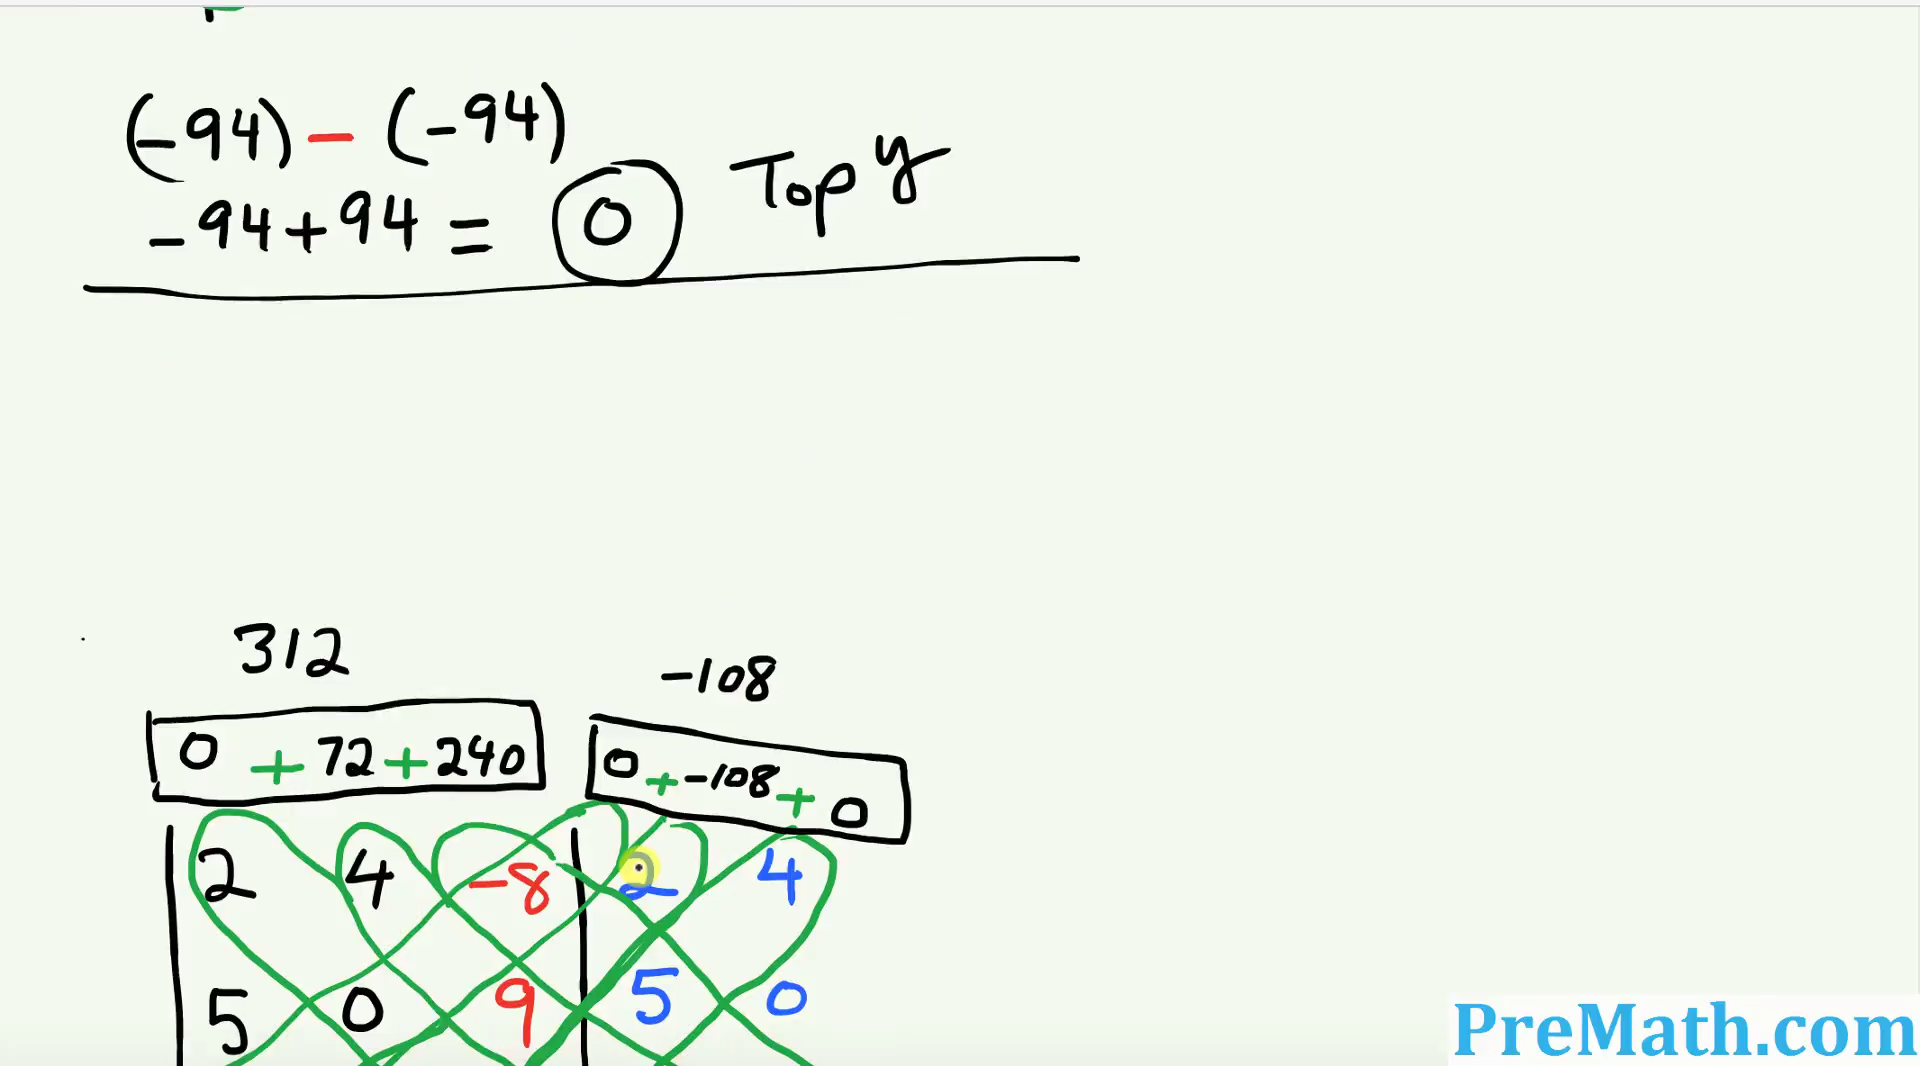 (-94) - (-94)
-94+94 = 0 Top y
312 -108
0 + 72 + 240 0 + -108 + 0
2 4 -8 2 4
5 0 9 5 0
PreMath.com